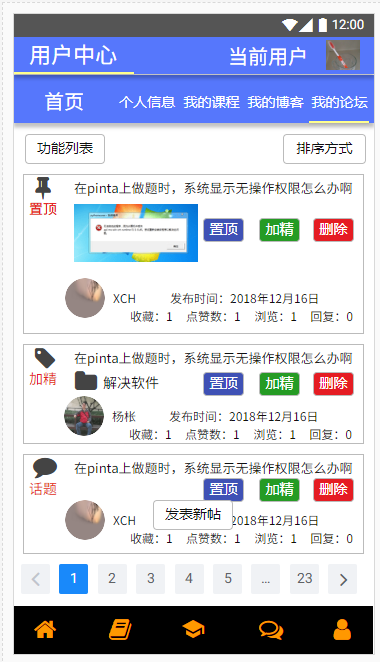 12:00
用户中心 当前用户
首页 个人信息 我的课程 我的博客 我的论坛
功能列表 排序方式
在pinta上做题时，系统显示无操作权限怎么办啊
置顶
置顶 加精 删除
XCH 发布时间：2018年12月16日
收藏：1 点赞数：1 浏览：1 回复：0
在pinta上做题时，系统显示无操作权限怎么办啊
加精 解决软件 置顶 加精 删除
杨枨 发布时间：2018年12月16日
收藏：1 点赞数：1 浏览：1 回复：0
在pinta上做题时，系统显示无操作权限怎么办啊
话题 置顶 加精 删除
XCH 发表新帖 年12月16日
收藏：1 点赞数：1 浏览：1 回复：0
< 1 2 3 4 5 ... 23 >